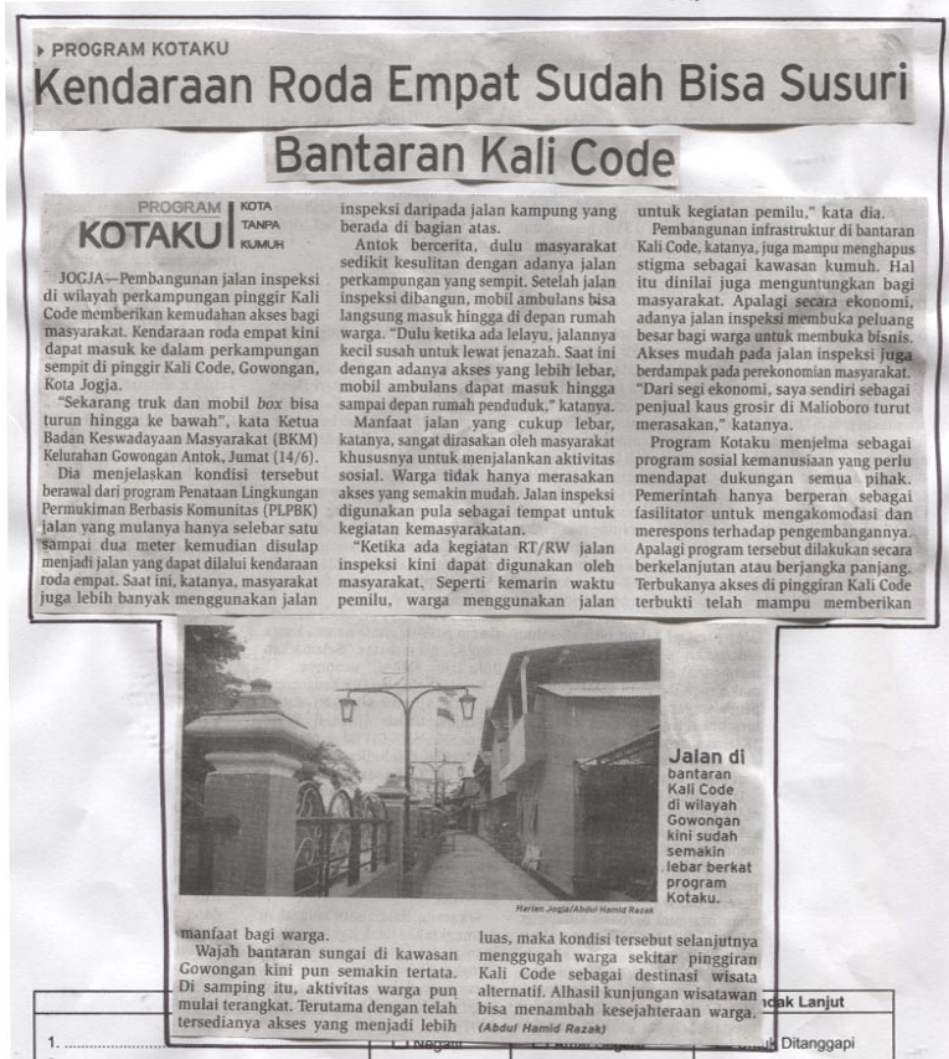 PROGRAM KOTAKU
Kendaraan Roda Empat Sudah Bisa Susuri
Bantaran Kali Code
PROGRAM
KOTAKU
KOTA
TANPA
KUMUH
JOGJA—Pembangunan jalan inspeksi
di wilayah perkampungan pinggir Kali
Code memberikan kemudahan akses bagi
masyarakat. Kendaraan roda empat kini
dapat masuk ke dalam perkampungan
sempit di pinggir Kali Code, Gowongan,
Kota Jogja.
“Sekarang truk dan mobil box bisa
turun hingga ke bawah”, kata Ketua
Badan Keswadayaan Masyarakat (BKM)
Kelurahan Gowongan Antok, Jumat (14/6).
Dia menjelaskan kondisi tersebut
berawal dari program Penataan Lingkungan
Permukiman Berbasis Komunitas (PLPBK)
jalan yang mulanya hanya selebar satu
sampai dua meter kemudian disulap
menjadi jalan yang dapat dilalui kendaraan
roda empat. Saat ini, katanya, masyarakat
juga lebih banyak menggunakan jalan
inspeksi daripada jalan kampung yang
berada di bagian atas.
Antok bercerita, dulu masyarakat
sedikit kesulitan dengan adanya jalan
perkampungan yang sempit. Setelah jalan
inspeksi dibangun, mobil ambulans bisa
langsung masuk hingga di depan rumah
warga. “Dulu ketika ada lelayu, jalannya
kecil susah untuk lewat jenazah. Saat ini
dengan adanya akses yang lebih lebar,
mobil ambulans dapat masuk hingga
sampai depan rumah penduduk,” katanya.
Manfaat jalan yang cukup lebar,
katanya, sangat dirasakan oleh masyarakat
khususnya untuk menjalankan aktivitas
sosial. Warga tidak hanya merasakan
akses yang semakin mudah. Jalan inspeksi
digunakan pula sebagai tempat untuk
kegiatan kemasyarakatan.
“Ketika ada kegiatan RT/RW jalan
inspeksi kini dapat digunakan oleh
masyarakat. Seperti kemarin waktu
pemilu, warga menggunakan jalan
untuk kegiatan pemilu,” kata dia.
Pembangunan infrastruktur di bantaran
Kali Code, katanya, juga mampu menghapus
stigma sebagai kawasan kumuh. Hal
itu dinilai juga menguntungkan bagi
masyarakat. Apalagi secara ekonomi,
adanya jalan inspeksi membuka peluang
besar bagi warga untuk membuka bisnis.
Akses mudah pada jalan inspeksi juga
berdampak pada perekonomian masyarakat.
“Dari segi ekonomi, saya sendiri sebagai
penjual kaus grosir di Malioboro turut
merasakan,” katanya.
Program Kotaku menjelma sebagai
program sosial kemanusiaan yang perlu
mendapat dukungan semua pihak.
Pemerintah hanya berperan sebagai
fasilitator untuk mengakomodasi dan
merespons terhadap pengembangannya.
Apalagi program tersebut dilakukan secara
berkelanjutan atau berjangka panjang.
Terbukanya akses di pinggiran Kali Code
terbukti telah mampu memberikan
Jalan di
bantaran
Kali Code
di wilayah
Gowongan
kini sudah
semakin
lebar berkat
program
Kotaku.
Harian Jogja/Abdul Hamid Razak
manfaat bagi warga.
Wajah bantaran sungai di kawasan
Gowongan kini pun semakin tertata.
Di samping itu, aktivitas warga pun
mulai terangkat. Terutama dengan telah
tersedianya akses yang menjadi lebih
luas, maka kondisi tersebut selanjutnya
menggugah warga sekitar pinggiran
Kali Code sebagai destinasi wisata
alternatif. Alhasil kunjungan wisatawan
bisa menambah kesejahteraan warga.
(Abdul Hamid Razak)
Lanjut
1. ........................
Ditanggapi